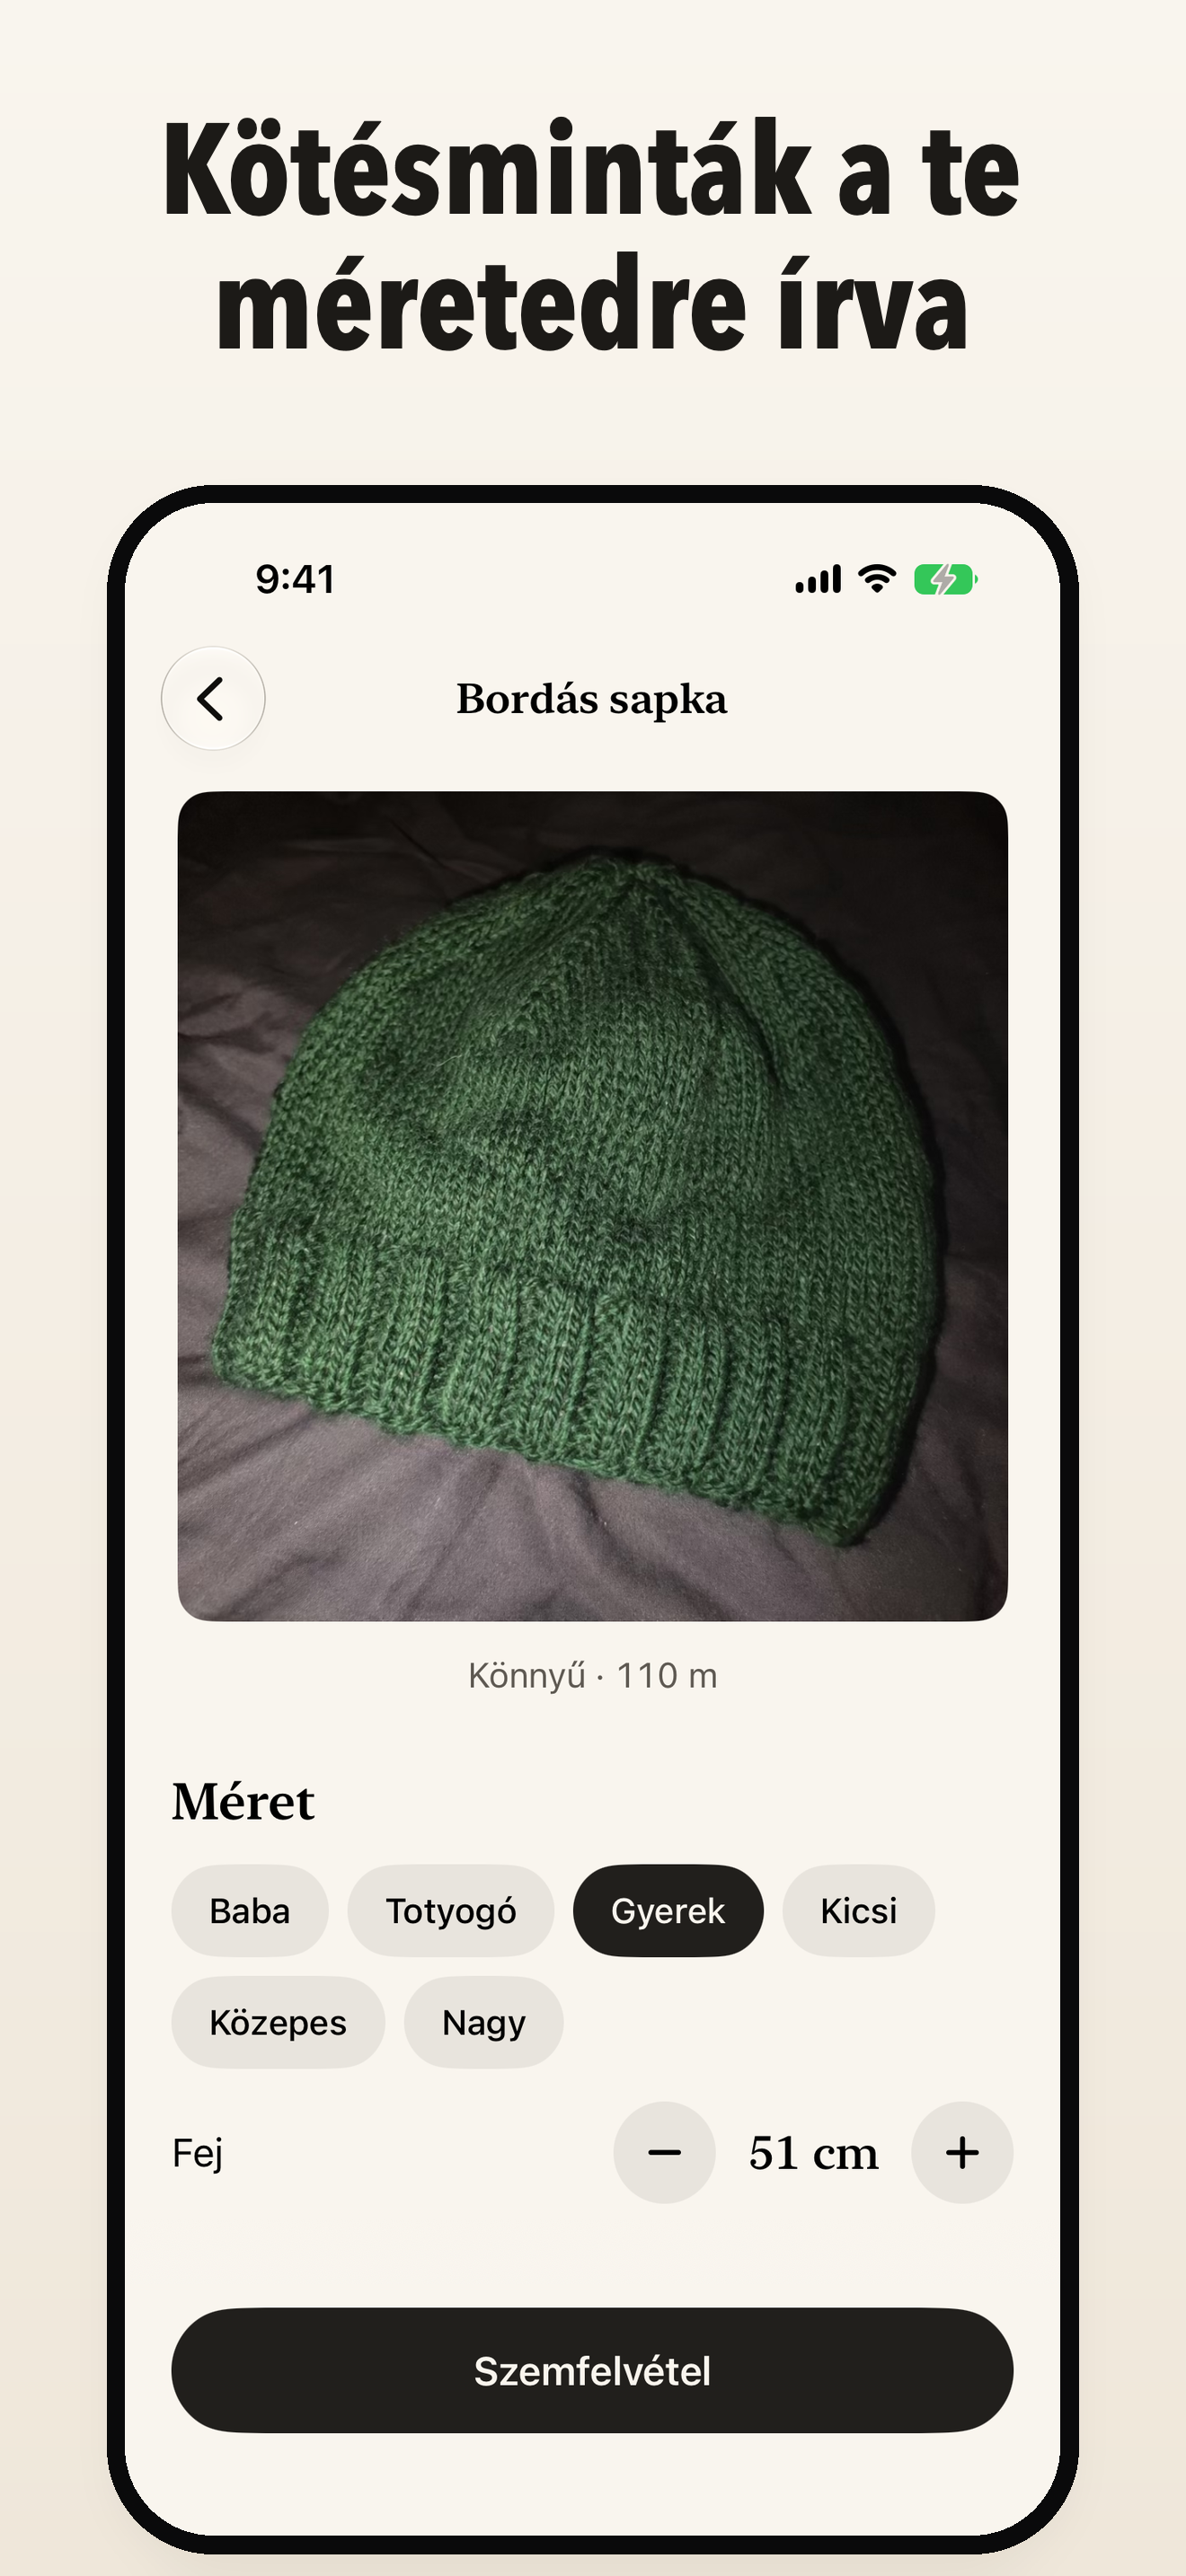 Kötésminták a te
méretedre írva
9:41
Bordás sapka
Könnyű · 110 m
Méret
Baba Totyogó Gyerek Kicsi
Közepes Nagy
Fej 51 cm
Szemfelvétel